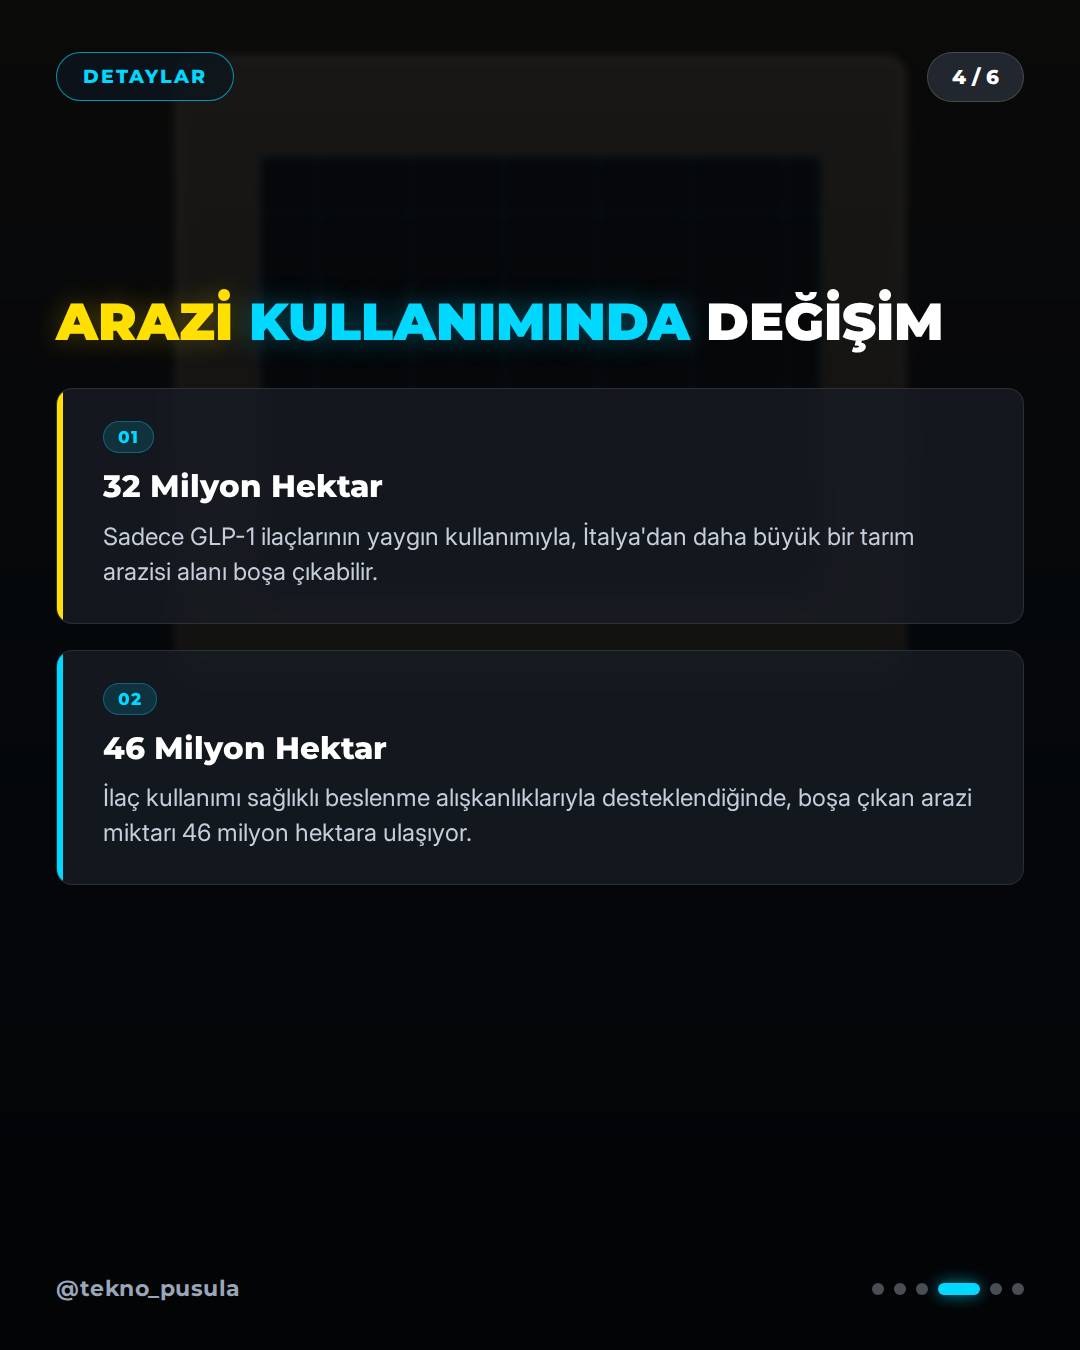 DETAYLAR
4 / 6
ARAZİ KULLANIMINDA DEĞİŞİM
01
32 Milyon Hektar
Sadece GLP-1 ilaçlarının yaygın kullanımıyla, İtalya'dan daha büyük bir tarım
arazisi alanı boşa çıkabilir.
02
46 Milyon Hektar
İlaç kullanımı sağlıklı beslenme alışkanlıklarıyla desteklendiğinde, boşa çıkan arazi
miktarı 46 milyon hektara ulaşıyor.
@tekno_pusula